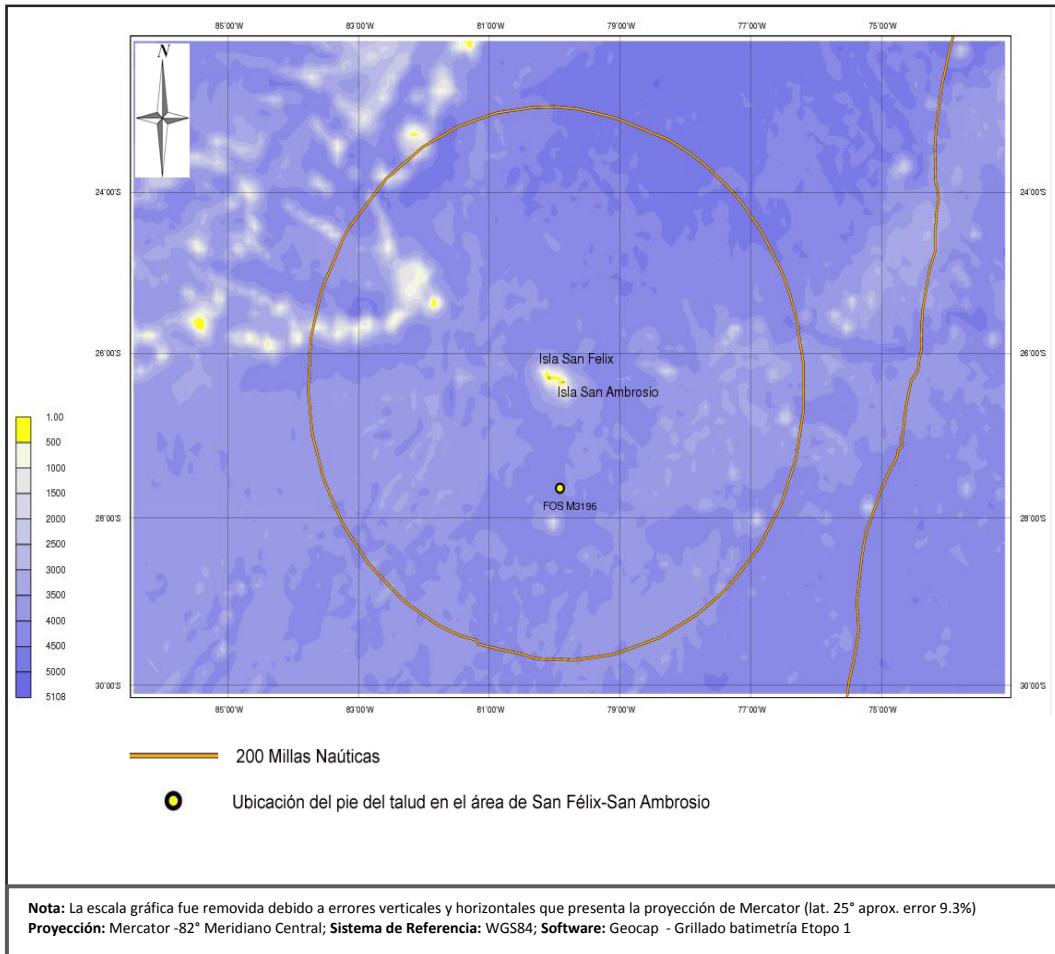 85°00'W 83°00'W 81°00'W 79°00'W 77°00'W 75°00'W
N
24°00'S 24°00'S
26°00'S 26°00'S
Isla San Felix
Isla San Ambrosio
1.00
500
1000
1500
2000
2500
3000
3500
4000
4500
5000
5108
FOS M3196
28°00'S 28°00'S
30°00'S 30°00'S
85°00'W 83°00'W 81°00'W 79°00'W 77°00'W 75°00'W
200 Millas Naúticas
Ubicación del pie del talud en el área de San Félix-San Ambrosio
Nota: La escala gráfica fue removida debido a errores verticales y horizontales que presenta la proyección de Mercator (lat. 25° aprox. error 9.3%)
Proyección: Mercator -82° Meridiano Central; Sistema de Referencia: WGS84; Software: Geocap - Grillado batimetría Etopo 1